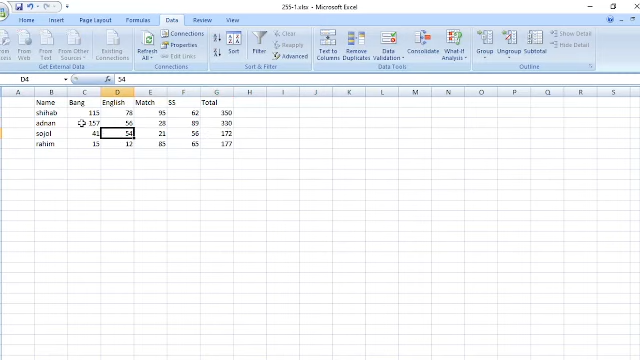 255-1.xlsx - Microsoft Excel
Home Insert Page Layout Formulas Data Review View
From Access From Web From Text From Other Sources Existing Connections
Refresh All Connections Properties Edit Links
Sort Filter Clear Reapply Advanced
Text to Columns Remove Duplicates Data Validation Consolidate What-If Analysis
Group Ungroup Subtotal Show Detail Hide Detail
Get External Data Connections Sort & Filter Data Tools Outline
D4 fx 54
A B C D E F G H I J K L M N O P Q R S
Name Bang English Match SS Total
shihab 115 78 95 62 350
adnan 157 56 28 89 330
sojol 41 54 21 56 172
rahim 15 12 85 65 177